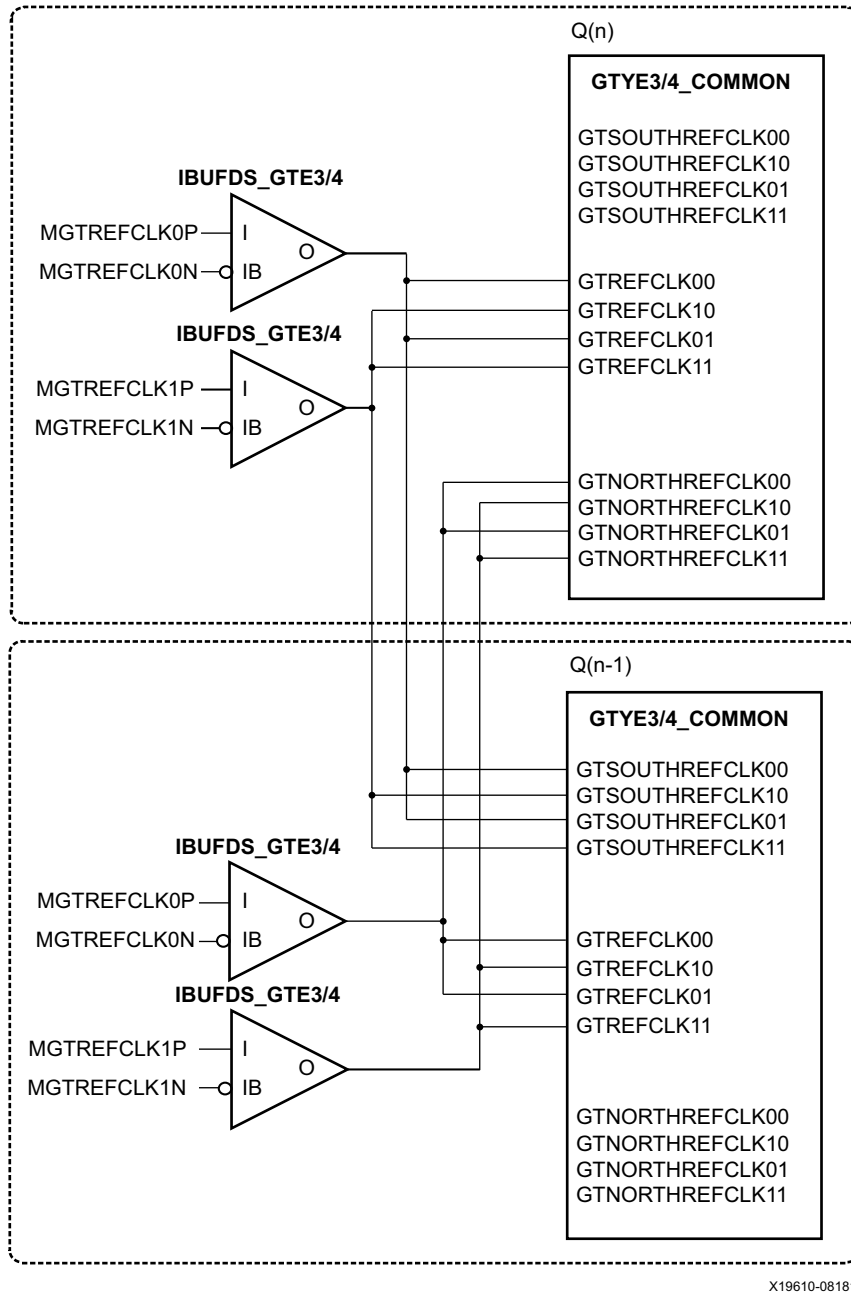 Q(n)
GTYE3/4_COMMON
GTSOUTHREFCLK00
GTSOUTHREFCLK10
GTSOUTHREFCLK01
GTSOUTHREFCLK11
IBUFDS_GTE3/4
MGTREFCLK0P
I
O
MGTREFCLK0N
IB
GTREFCLK00
GTREFCLK10
GTREFCLK01
GTREFCLK11
IBUFDS_GTE3/4
MGTREFCLK1P
I
O
MGTREFCLK1N
IB
GTNORTHREFCLK00
GTNORTHREFCLK10
GTNORTHREFCLK01
GTNORTHREFCLK11
Q(n-1)
GTYE3/4_COMMON
GTSOUTHREFCLK00
GTSOUTHREFCLK10
GTSOUTHREFCLK01
GTSOUTHREFCLK11
IBUFDS_GTE3/4
MGTREFCLK0P
I
O
MGTREFCLK0N
IB
GTREFCLK00
GTREFCLK10
GTREFCLK01
GTREFCLK11
IBUFDS_GTE3/4
MGTREFCLK1P
I
O
MGTREFCLK1N
IB
GTNORTHREFCLK00
GTNORTHREFCLK10
GTNORTHREFCLK01
GTNORTHREFCLK11